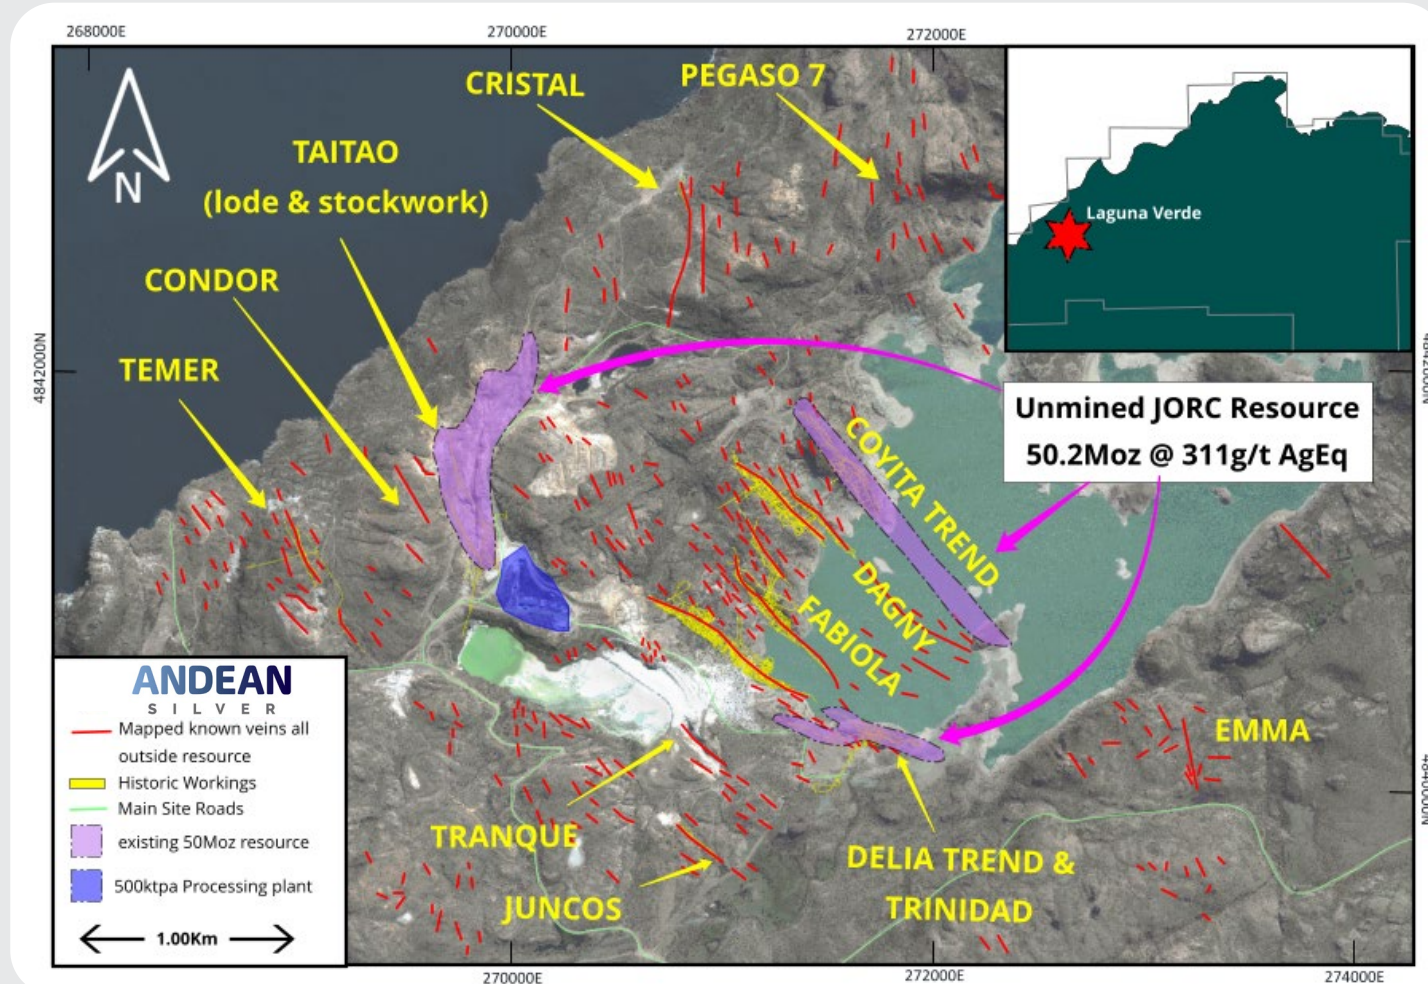 268000E
270000E
272000E
CRISTAL
PEGASO 7
TAITAO
(lode & stockwork)
N
CONDOR
TEMER
4842000N
4842000N
Laguna Verde
Unmined JORC Resource
50.2Moz @ 311g/t AgEq
COYITA TREND
DAGNY
FABIOLA
EMMA
TRANQUE
JUNCOS
DELIA TREND &
TRINIDAD
ANDEAN
SILVER
Mapped known veins all
outside resource
Historic Workings
Main Site Roads
existing 50Moz resource
500ktpa Processing plant
1.00Km
4840000N
270000E
272000E
274000E